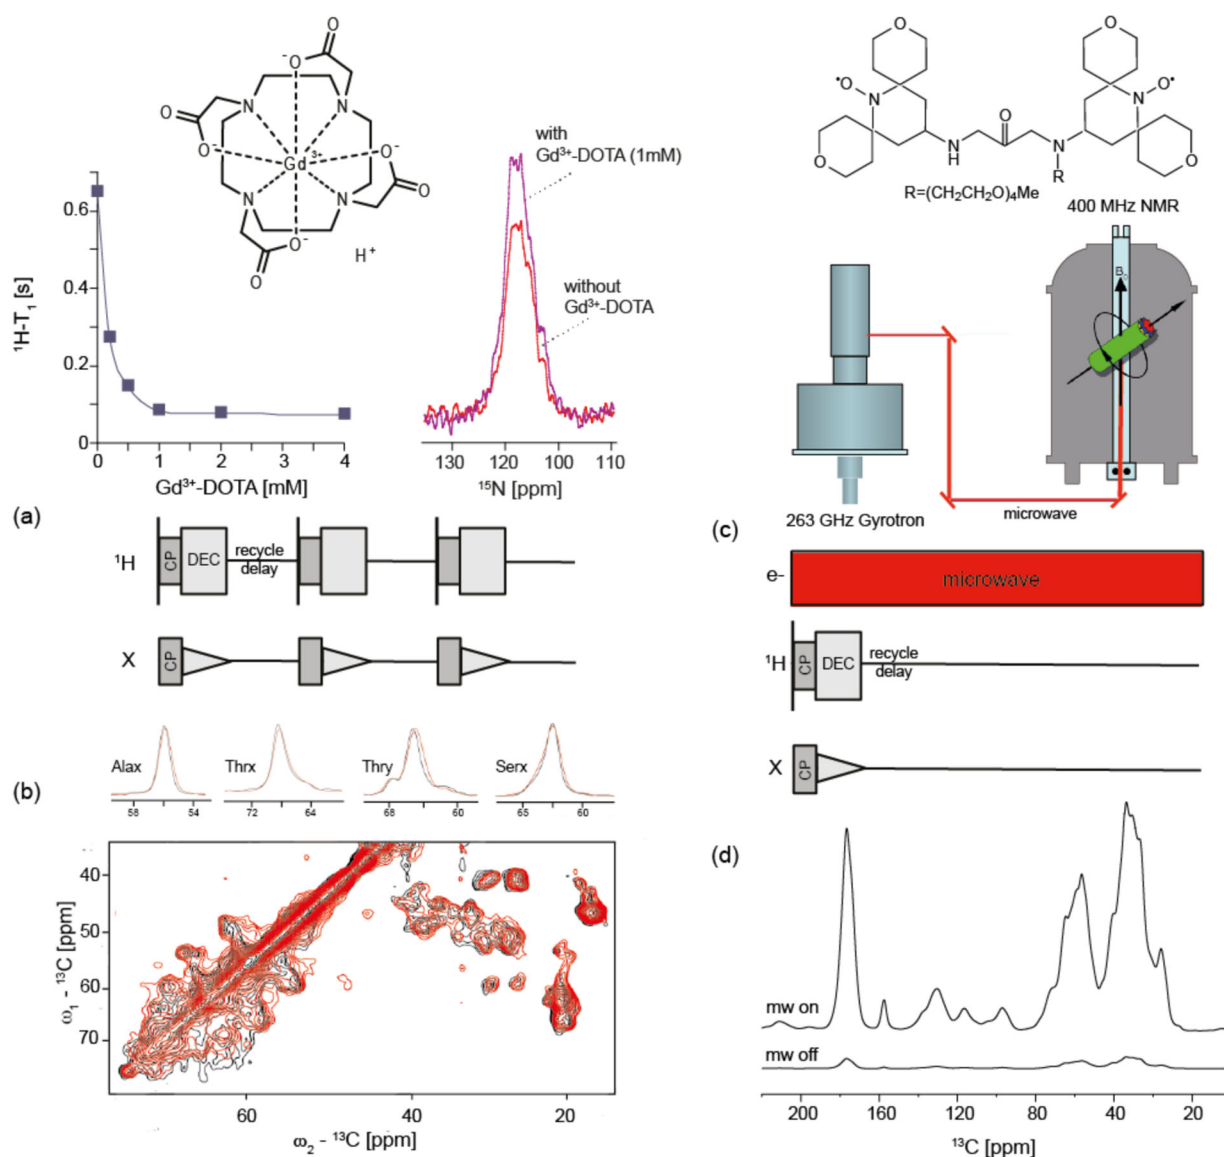 O
O
⁻O
O⁻
N
N
Gd
3+
⁻O
O⁻
N
N
O
O
H⁺
with
Gd³⁺-DOTA (1mM)
without
Gd³⁺-DOTA
¹H-T₁ [s]
0.6
0.4
0.2
0
0
1
2
3
4
Gd³⁺-DOTA [mM]
130
120
110
¹⁵N [ppm]
(a)
¹H
CP
DEC
recycle
delay
X
CP
Alax
Thrx
Thry
Serx
58
54
72
64
68
60
65
60
(b)
40
50
60
70
ω₁ - ¹³C [ppm]
60
40
20
ω₂ - ¹³C [ppm]
O
O
•O
N
O•
N
O
O
N
H
N
R
O
R=(CH₂CH₂O)₄Me
400 MHz NMR
B₀
263 GHz Gyrotron
microwave
(c)
e-
microwave
¹H
CP
DEC
recycle
delay
X
CP
(d)
mw on
mw off
200
160
120
80
40
20
¹³C [ppm]